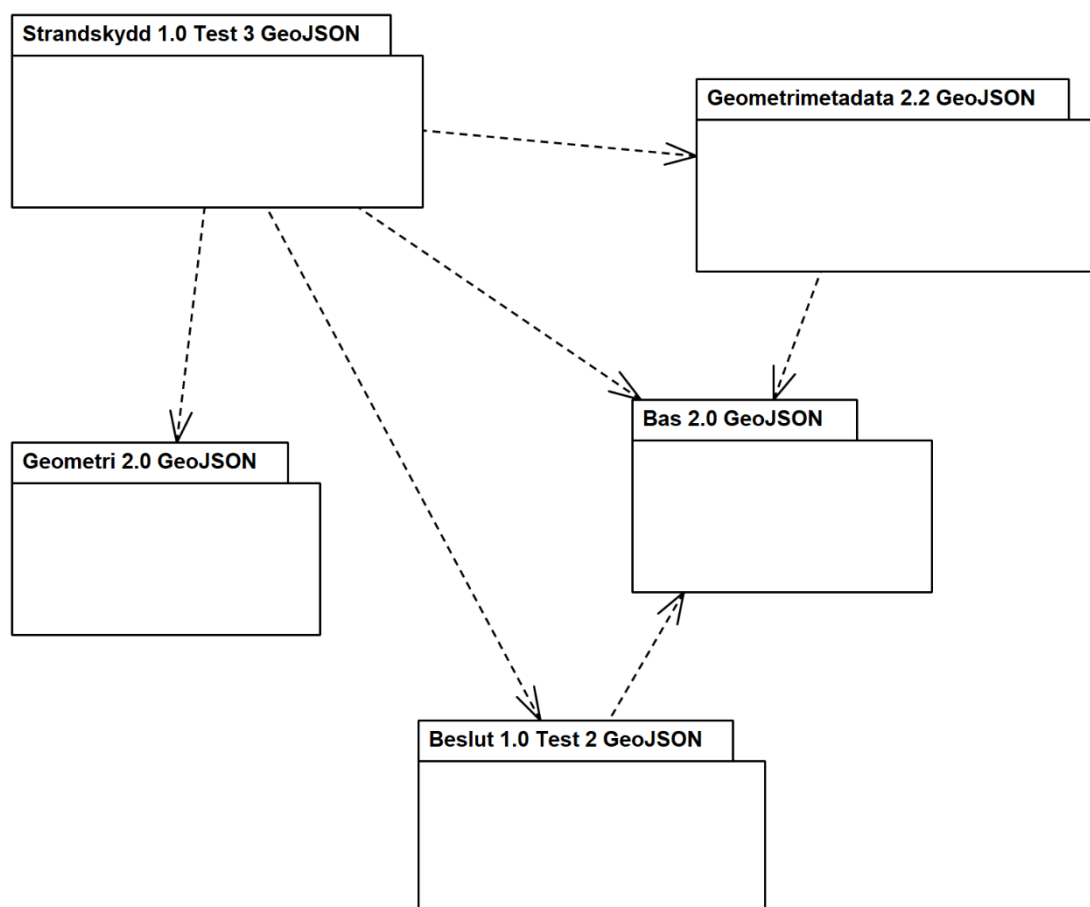 Strandskydd 1.0 Test 3 GeoJSON
Geometrimetadata 2.2 GeoJSON
Bas 2.0 GeoJSON
Geometri 2.0 GeoJSON
Beslut 1.0 Test 2 GeoJSON